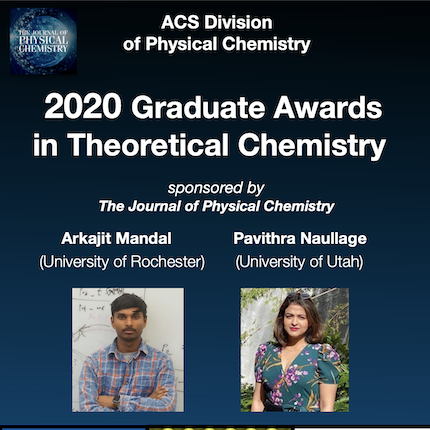 THE JOURNAL OF
PHYSICAL
CHEMISTRY
ACS Division
of Physical Chemistry
2020 Graduate Awards
in Theoretical Chemistry
sponsored by
The Journal of Physical Chemistry
Arkajit Mandal
Pavithra Naullage
(University of Rochester)
(University of Utah)